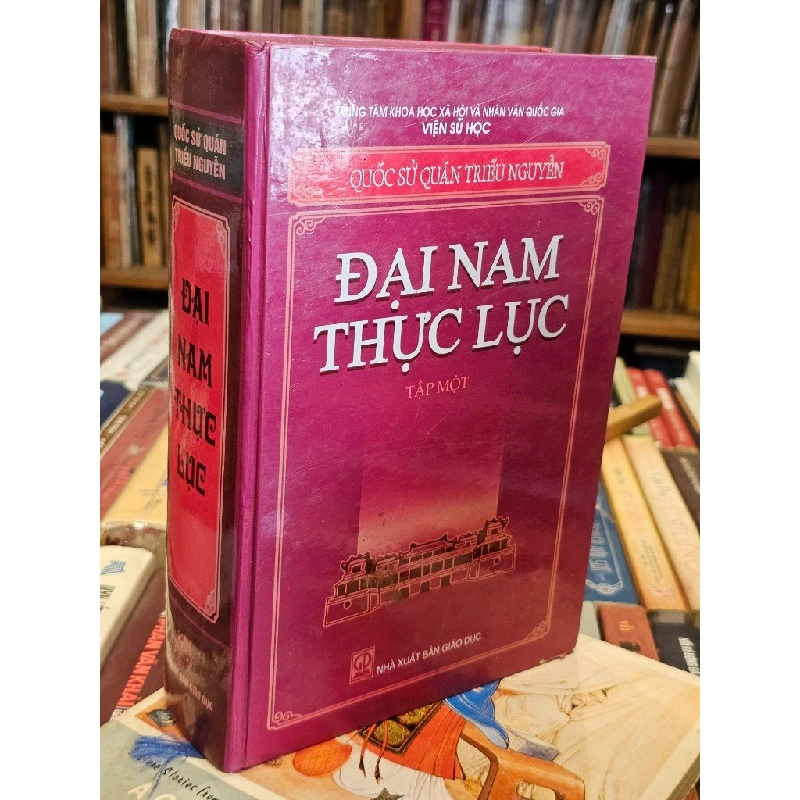 QUỐC SỬ QUÁN
TRIỀU NGUYỄN
ĐẠI
NAM
THỰC
LỤC
TRUNG TÂM KHOA HỌC XÃ HỘI VÀ NHÂN VĂN QUỐC GIA
VIỆN SỬ HỌC
QUỐC SỬ QUÁN TRIỀU NGUYỄN
ĐẠI NAM
THỰC LỤC
TẬP MỘT
NHÀ XUẤT BẢN GIÁO DỤC